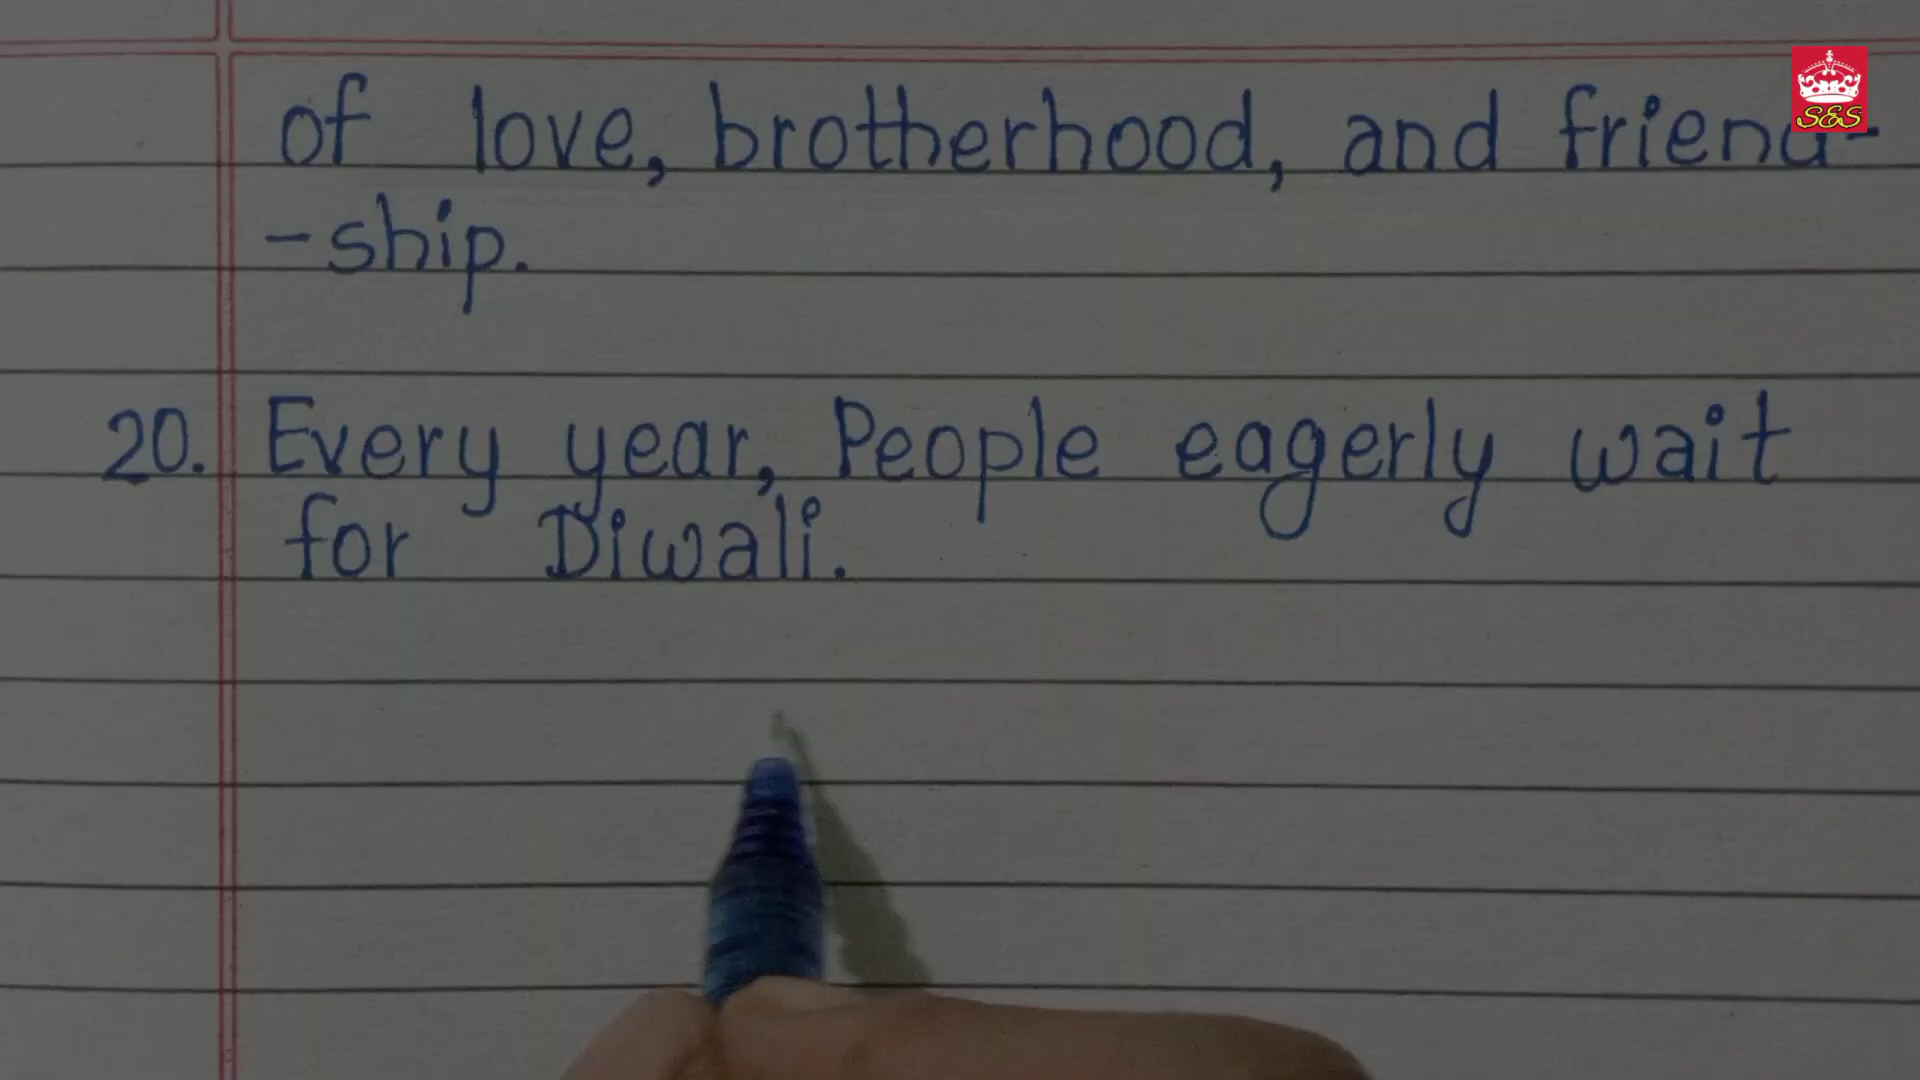 of love, brotherhood, and friend-
-ship.
20. Every year, People eagerly wait
for Diwali.
S&S